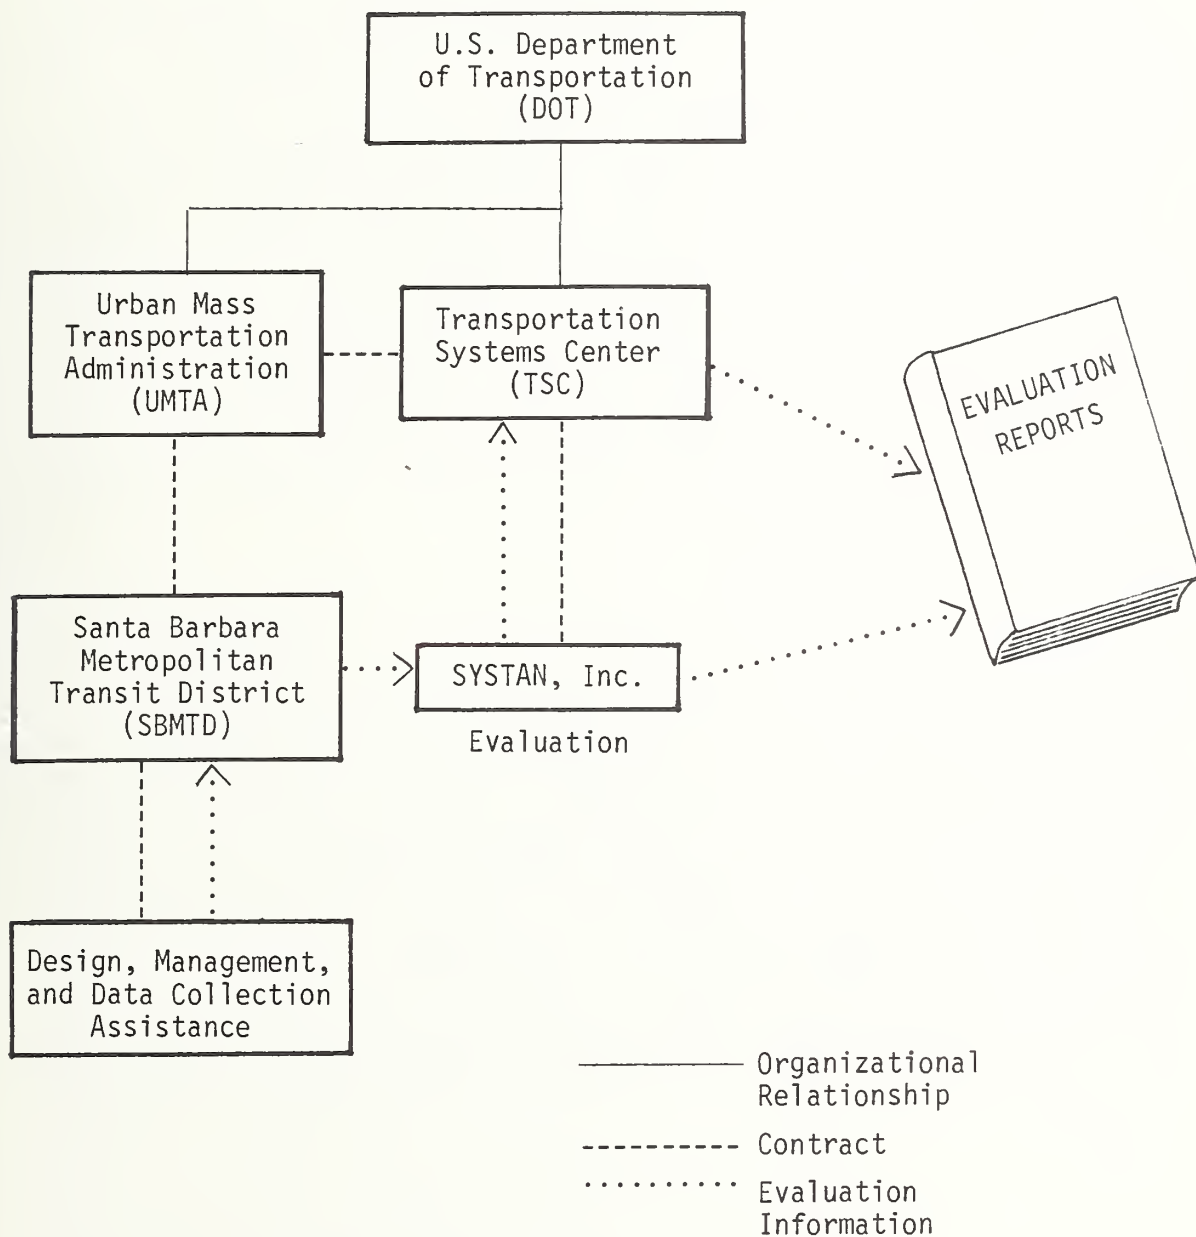 U.S. Department
of Transportation
(DOT)
Urban Mass
Transportation
Administration
(UMTA)
Transportation
Systems Center
(TSC)
EVALUATION
REPORTS
Santa Barbara
Metropolitan
Transit District
(SBMTD)
SYSTAN, Inc.
Evaluation
Design, Management,
and Data Collection
Assistance
Organizational
Relationship
Contract
Evaluation
Information